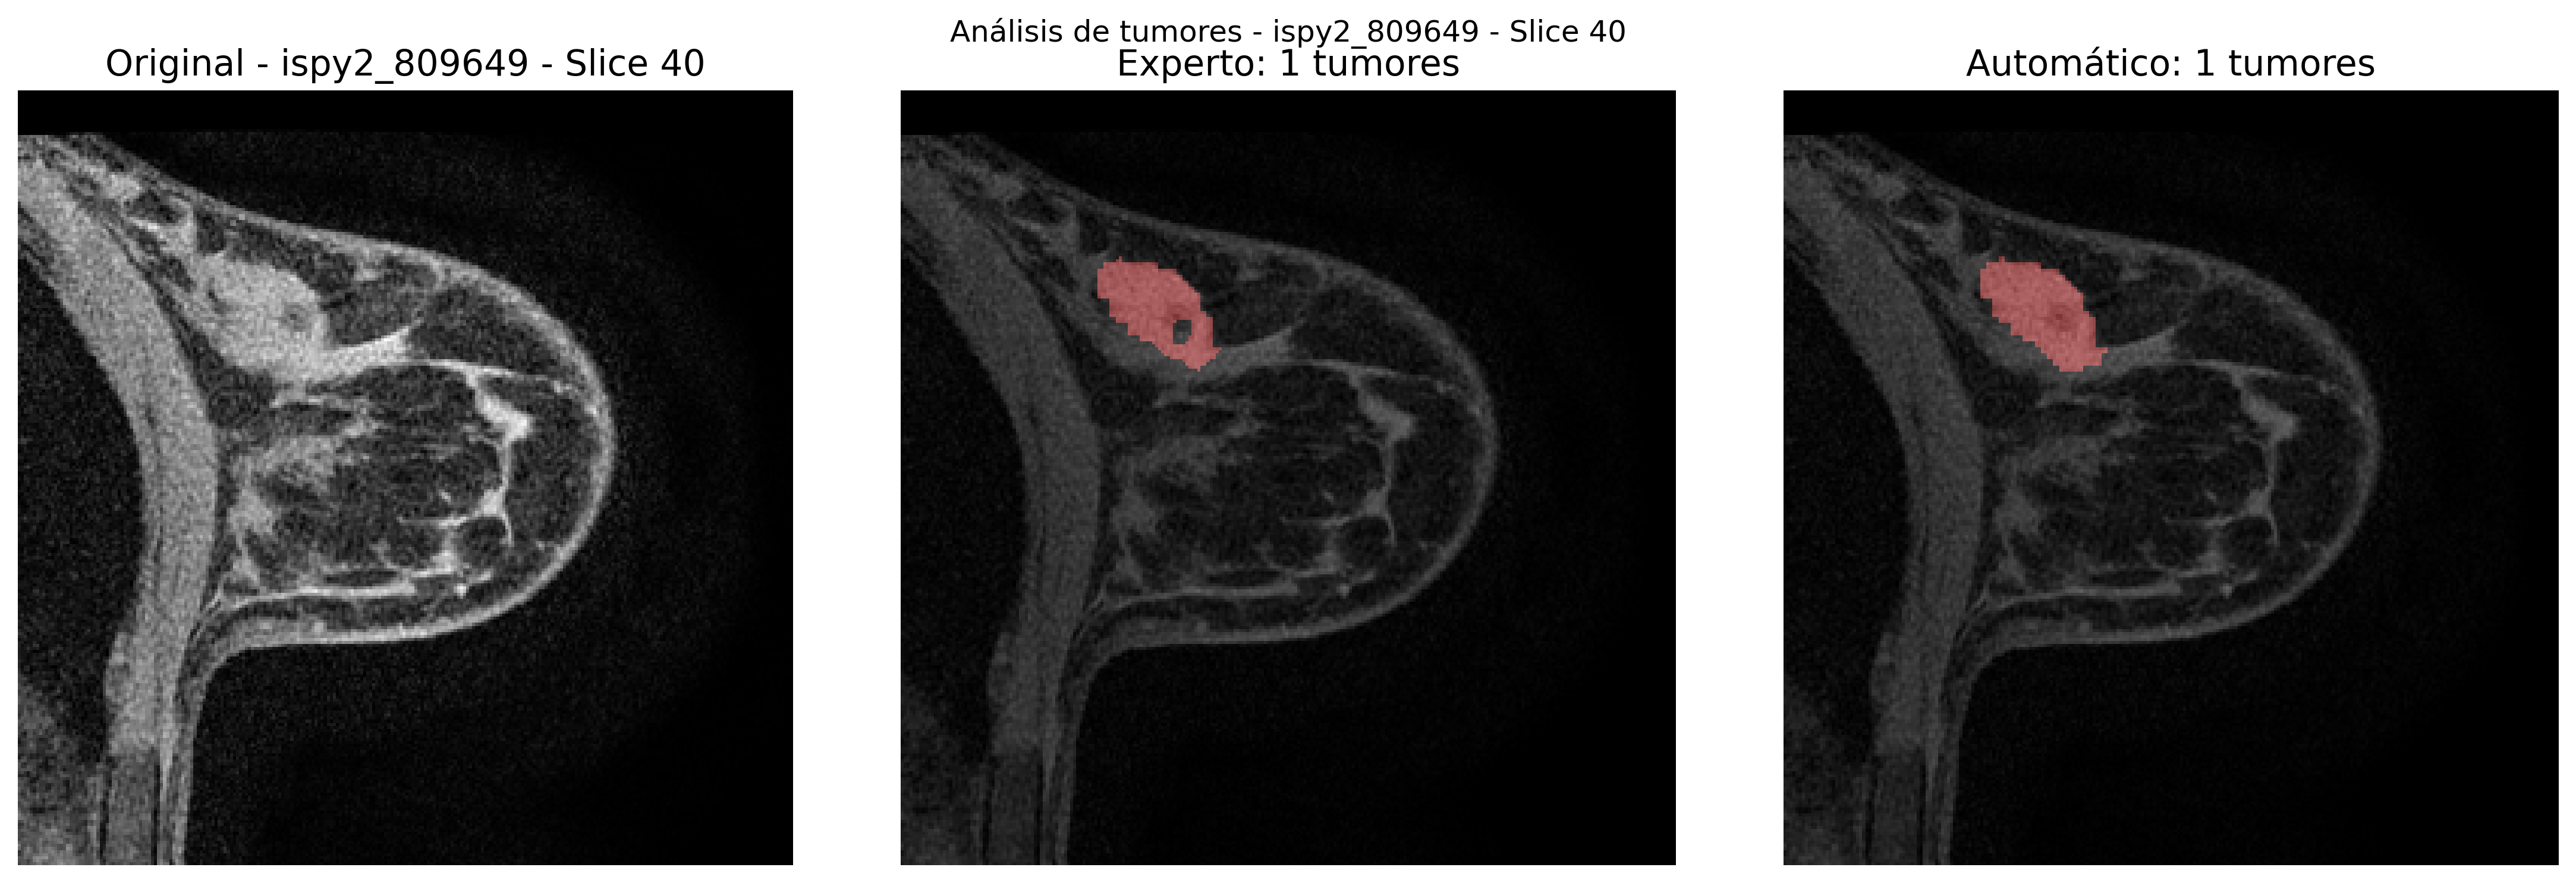 Análisis de tumores - ispy2_809649 - Slice 40
Original - ispy2_809649 - Slice 40
Experto: 1 tumores
Automático: 1 tumores